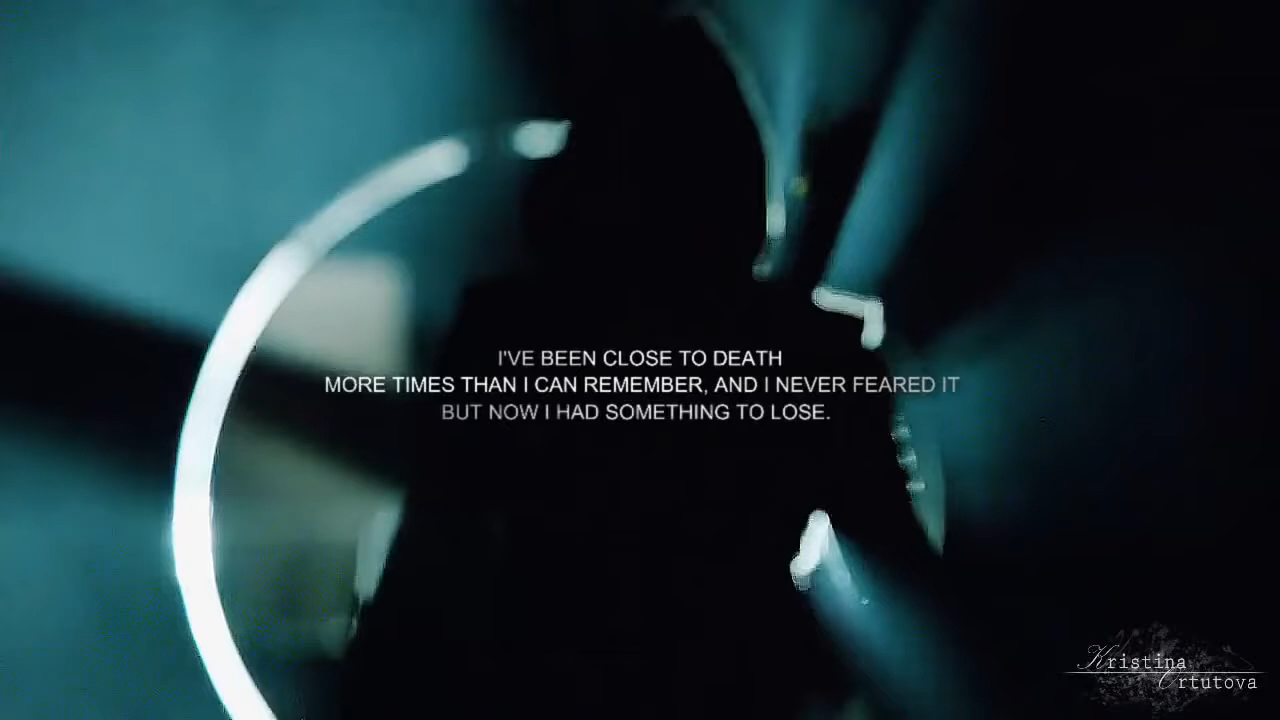 I'VE BEEN CLOSE TO DEATH
MORE TIMES THAN I CAN REMEMBER, AND I NEVER FEARED IT
BUT NOW I HAD SOMETHING TO LOSE.
Kristina
Ortutova